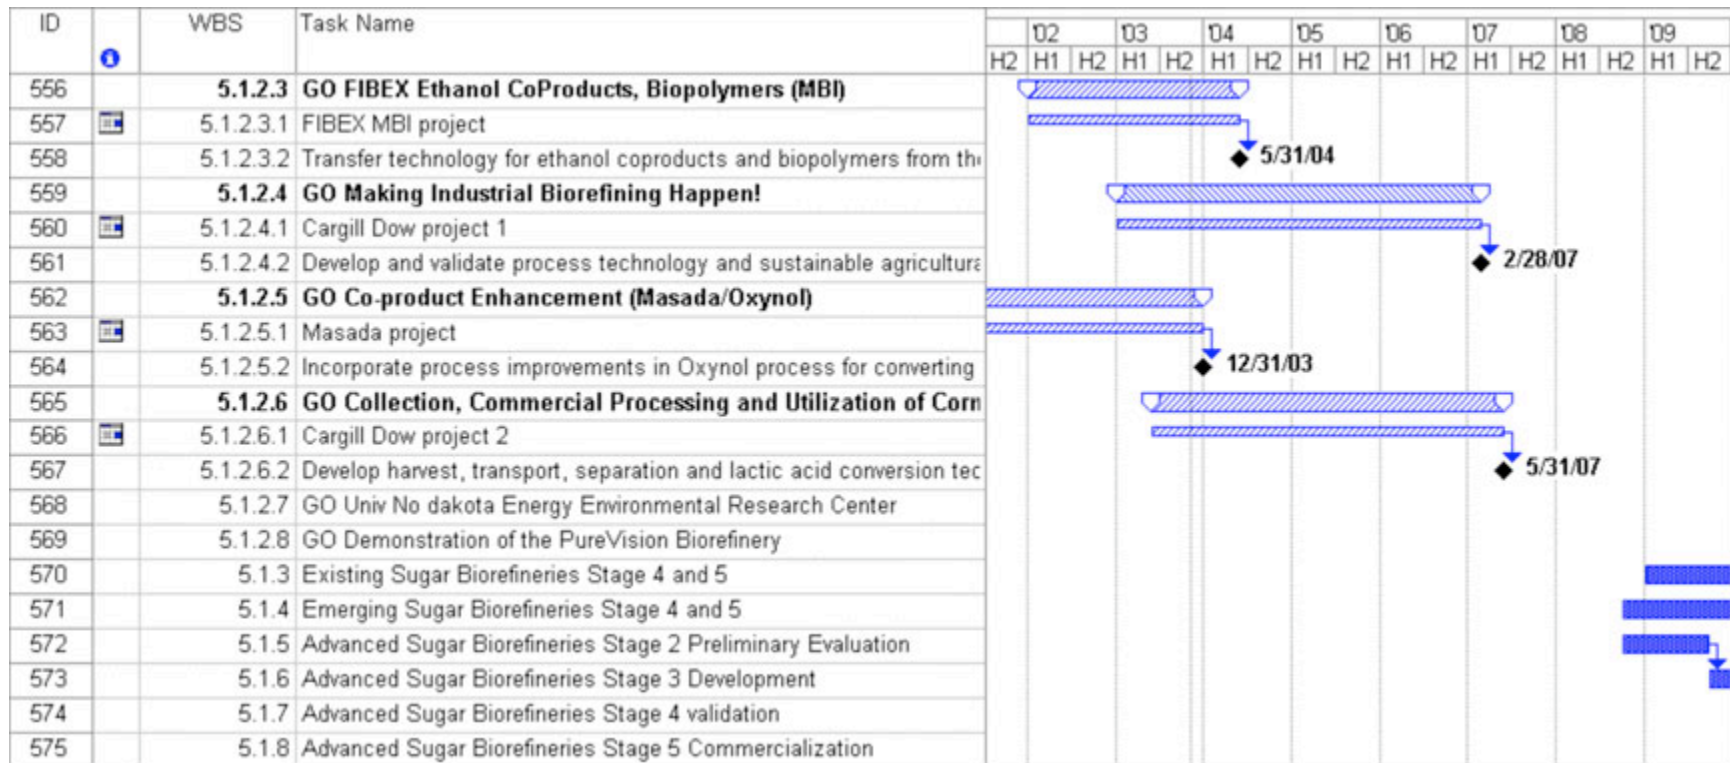 ID WBS Task Name '02 '03 '04 '05 '06 '07 '08 '09
H2 H1 H2 H1 H2 H1 H2 H1 H2 H1 H2 H1 H2 H1 H2 H1 H2
556 5.1.2.3 GO FIBEX Ethanol CoProducts, Biopolymers (MBI)
557 5.1.2.3.1 FIBEX MBI project
558 5.1.2.3.2 Transfer technology for ethanol coproducts and biopolymers from the 5/31/04
559 5.1.2.4 GO Making Industrial Biorefining Happen!
560 5.1.2.4.1 Cargill Dow project 1
561 5.1.2.4.2 Develop and validate process technology and sustainable agricultura 2/28/07
562 5.1.2.5 GO Co-product Enhancement (Masada/Oxynol)
563 5.1.2.5.1 Masada project
564 5.1.2.5.2 Incorporate process improvements in Oxynol process for converting 12/31/03
565 5.1.2.6 GO Collection, Commercial Processing and Utilization of Corn
566 5.1.2.6.1 Cargill Dow project 2
567 5.1.2.6.2 Develop harvest, transport, separation and lactic acid conversion tec 5/31/07
568 5.1.2.7 GO Univ No dakota Energy Environmental Research Center
569 5.1.2.8 GO Demonstration of the PureVision Biorefinery
570 5.1.3 Existing Sugar Biorefineries Stage 4 and 5
571 5.1.4 Emerging Sugar Biorefineries Stage 4 and 5
572 5.1.5 Advanced Sugar Biorefineries Stage 2 Preliminary Evaluation
573 5.1.6 Advanced Sugar Biorefineries Stage 3 Development
574 5.1.7 Advanced Sugar Biorefineries Stage 4 validation
575 5.1.8 Advanced Sugar Biorefineries Stage 5 Commercialization